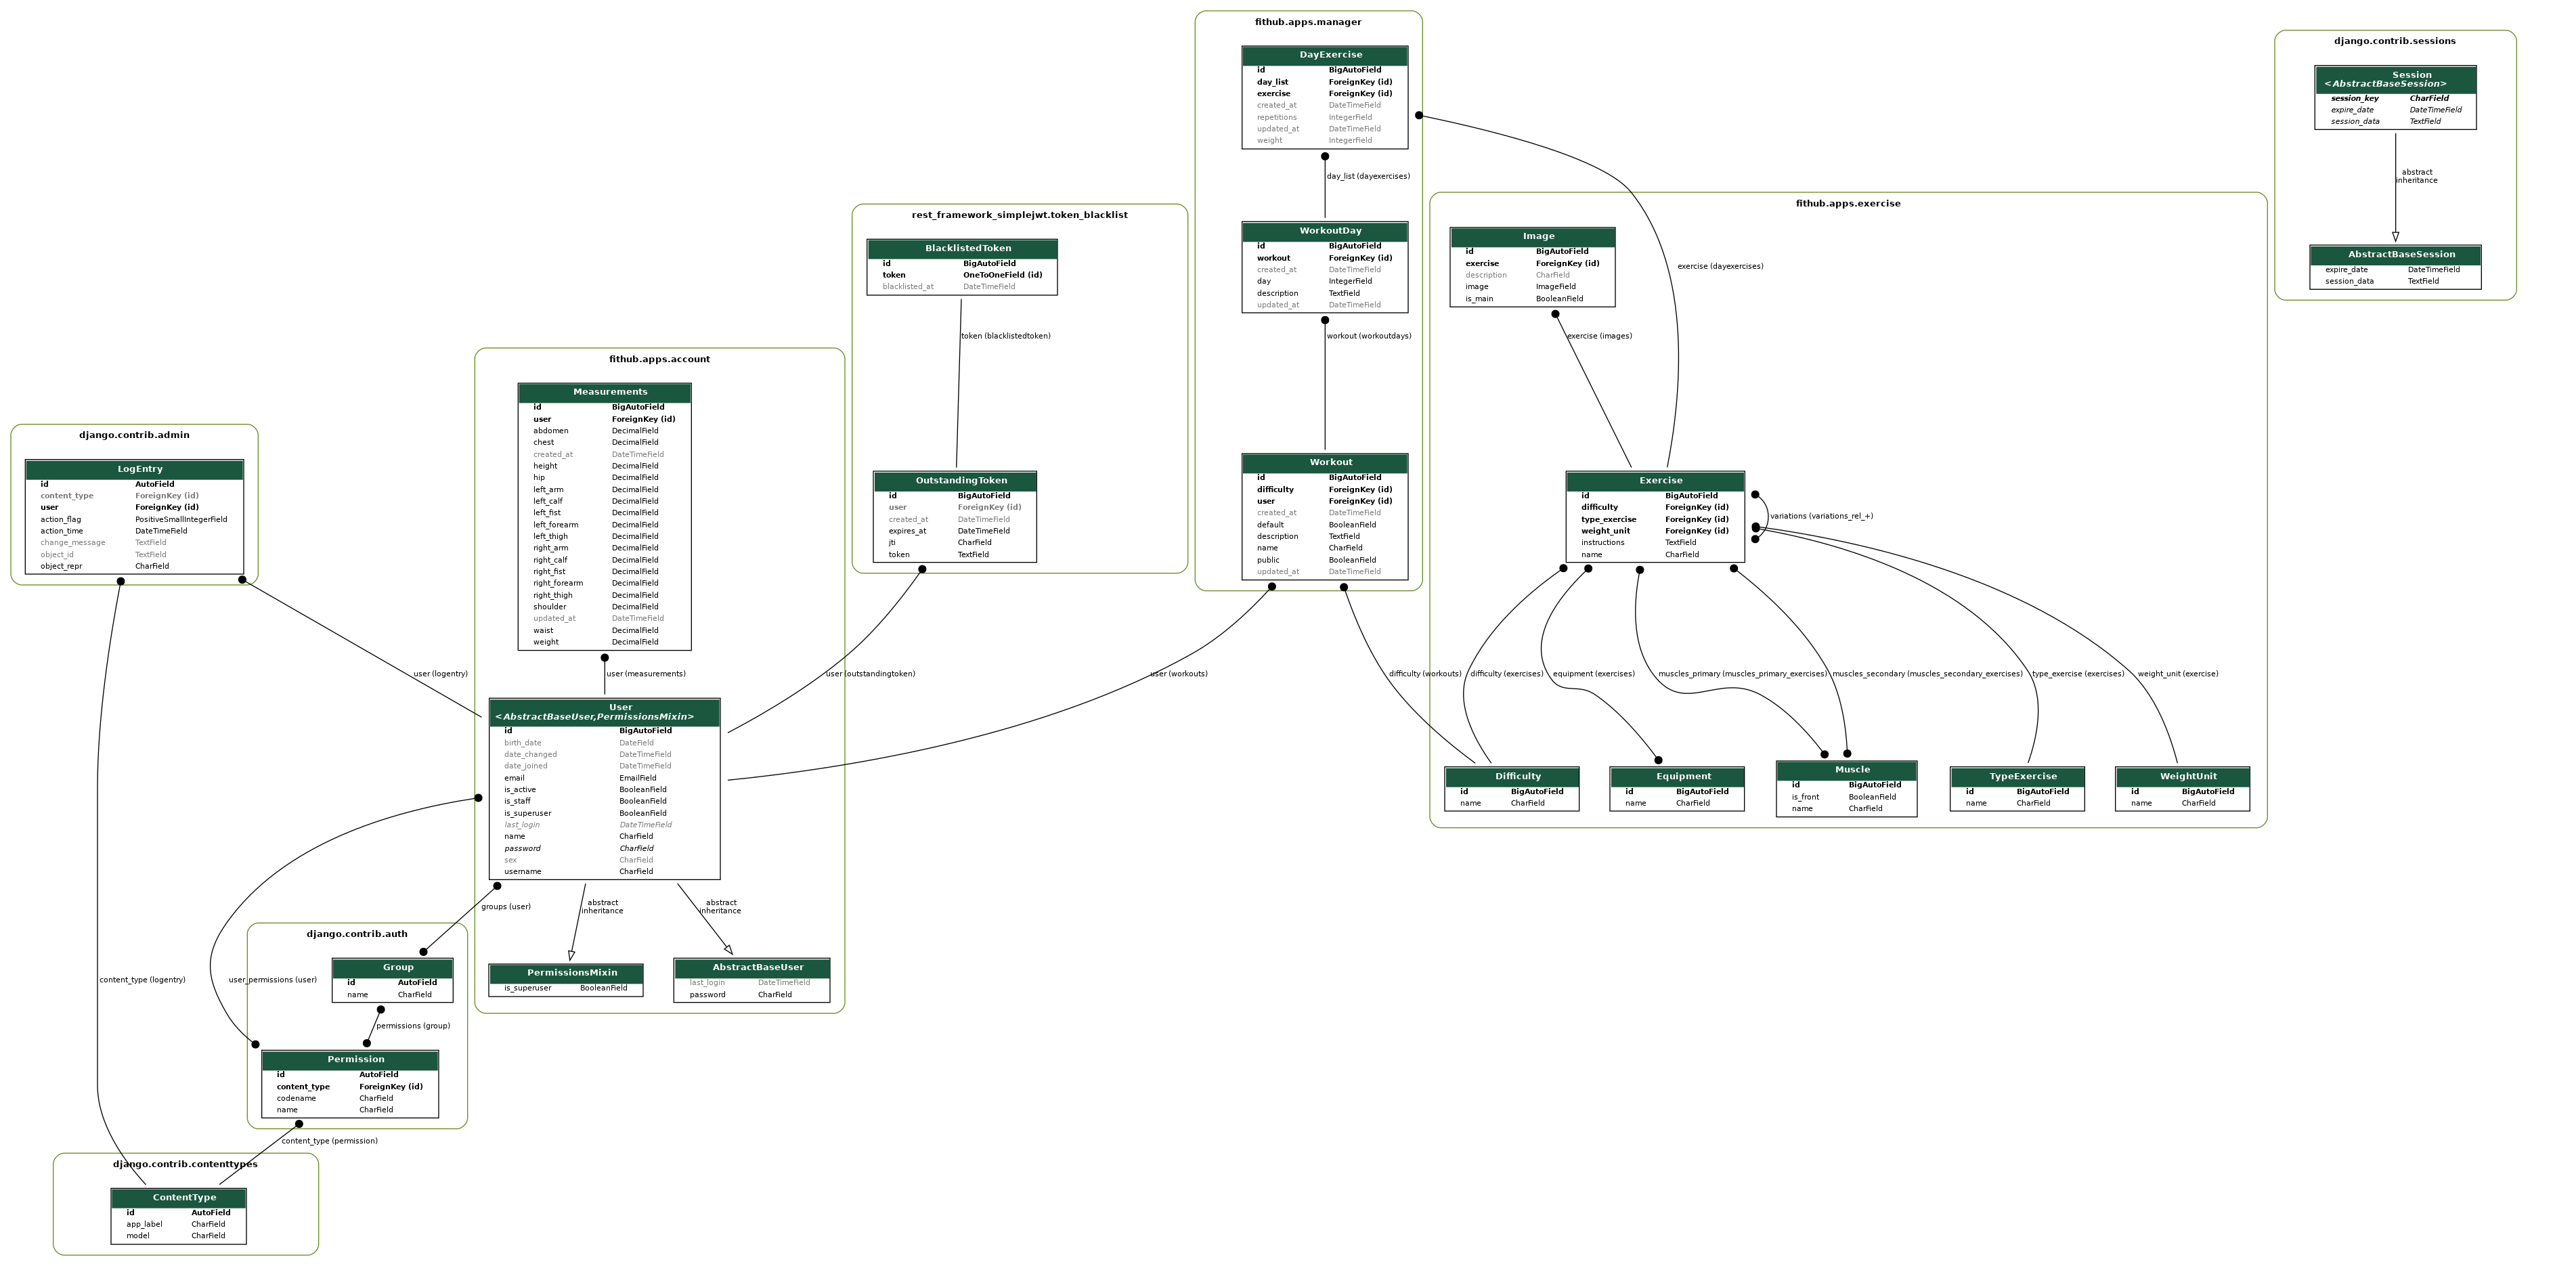 fithub.apps.manager
DayExercise
id BigAutoField
day_list ForeignKey (id)
exercise ForeignKey (id)
created_at DateTimeField
repetitions IntegerField
updated_at DateTimeField
weight IntegerField
day_list (dayexercises)
WorkoutDay
id BigAutoField
workout ForeignKey (id)
created_at DateTimeField
day IntegerField
description TextField
updated_at DateTimeField
workout (workoutdays)
Workout
id BigAutoField
difficulty ForeignKey (id)
user ForeignKey (id)
created_at DateTimeField
default BooleanField
description TextField
name CharField
public BooleanField
updated_at DateTimeField
django.contrib.sessions
Session
<AbstractBaseSession>
session_key CharField
expire_date DateTimeField
session_data TextField
abstract
inheritance
AbstractBaseSession
expire_date DateTimeField
session_data TextField
fithub.apps.exercise
Image
id BigAutoField
exercise ForeignKey (id)
description CharField
image ImageField
is_main BooleanField
exercise (dayexercises)
exercise (images)
Exercise
id BigAutoField
difficulty ForeignKey (id)
type_exercise ForeignKey (id)
weight_unit ForeignKey (id)
instructions TextField
name CharField
variations (variations_rel_+)
difficulty (workouts)
difficulty (exercises)
equipment (exercises)
muscles_primary (muscles_primary_exercises)
muscles_secondary (muscles_secondary_exercises)
type_exercise (exercises)
weight_unit (exercise)
Difficulty
id BigAutoField
name CharField
Equipment
id BigAutoField
name CharField
Muscle
id BigAutoField
is_front BooleanField
name CharField
TypeExercise
id BigAutoField
name CharField
WeightUnit
id BigAutoField
name CharField
rest_framework_simplejwt.token_blacklist
BlacklistedToken
id BigAutoField
token OneToOneField (id)
blacklisted_at DateTimeField
token (blacklistedtoken)
OutstandingToken
id BigAutoField
user ForeignKey (id)
created_at DateTimeField
expires_at DateTimeField
jti CharField
token TextField
user (outstandingtoken)
user (workouts)
fithub.apps.account
Measurements
id BigAutoField
user ForeignKey (id)
abdomen DecimalField
chest DecimalField
created_at DateTimeField
height DecimalField
hip DecimalField
left_arm DecimalField
left_calf DecimalField
left_fist DecimalField
left_forearm DecimalField
left_thigh DecimalField
right_arm DecimalField
right_calf DecimalField
right_fist DecimalField
right_forearm DecimalField
right_thigh DecimalField
shoulder DecimalField
updated_at DateTimeField
waist DecimalField
weight DecimalField
user (measurements)
User
<AbstractBaseUser,PermissionsMixin>
id BigAutoField
birth_date DateField
date_changed DateTimeField
date_joined DateTimeField
email EmailField
is_active BooleanField
is_staff BooleanField
is_superuser BooleanField
last_login DateTimeField
name CharField
password CharField
sex CharField
username CharField
abstract
inheritance
abstract
inheritance
PermissionsMixin
is_superuser BooleanField
AbstractBaseUser
last_login DateTimeField
password CharField
django.contrib.admin
LogEntry
id AutoField
content_type ForeignKey (id)
user ForeignKey (id)
action_flag PositiveSmallIntegerField
action_time DateTimeField
change_message TextField
object_id TextField
object_repr CharField
user (logentry)
content_type (logentry)
groups (user)
user_permissions (user)
django.contrib.auth
Group
id AutoField
name CharField
permissions (group)
Permission
id AutoField
content_type ForeignKey (id)
codename CharField
name CharField
content_type (permission)
django.contrib.contenttypes
ContentType
id AutoField
app_label CharField
model CharField